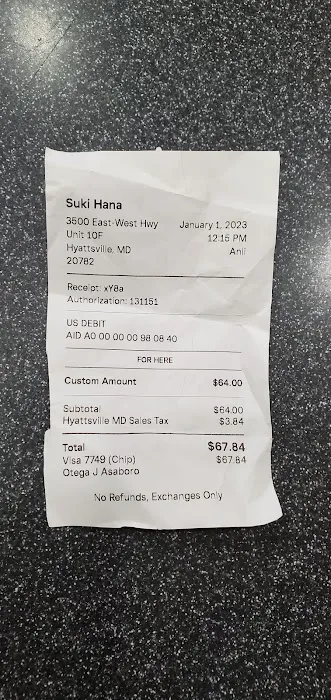 Suki Hana
3500 East-West Hwy January 1, 2023
Unit 10F 12:15 PM
Hyattsville, MD Anli
20782
Receipt: xY8a
Authorization: 131151
US DEBIT
AID A0 00 00 00 98 08 40
FOR HERE
Custom Amount $64.00
Subtotal $64.00
Hyattsville MD Sales Tax $3.84
Total $67.84
Visa 7749 (Chip) $67.84
Otega J Asaboro
No Refunds, Exchanges Only